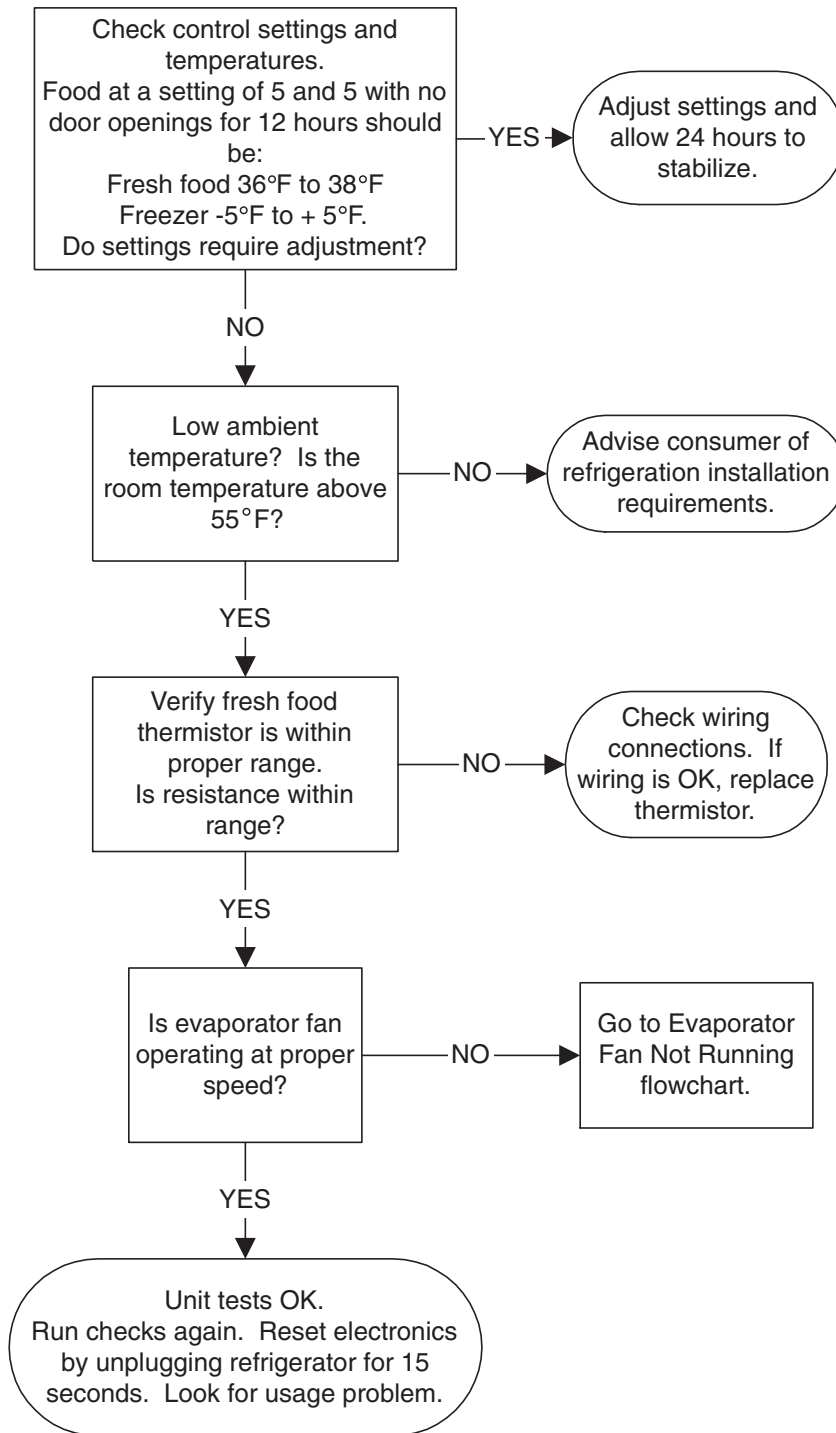 Check control settings and
temperatures.
Food at a setting of 5 and 5 with no
door openings for 12 hours should
be:
Fresh food 36°F to 38°F
Freezer -5°F to + 5°F.
Do settings require adjustment?
YES
Adjust settings and
allow 24 hours to
stabilize.
NO
Low ambient
temperature? Is the
room temperature above
55°F?
NO
Advise consumer of
refrigeration installation
requirements.
YES
Verify fresh food
thermistor is within
proper range.
Is resistance within
range?
NO
Check wiring
connections. If
wiring is OK, replace
thermistor.
YES
Is evaporator fan
operating at proper
speed?
NO
Go to Evaporator
Fan Not Running
flowchart.
YES
Unit tests OK.
Run checks again. Reset electronics
by unplugging refrigerator for 15
seconds. Look for usage problem.